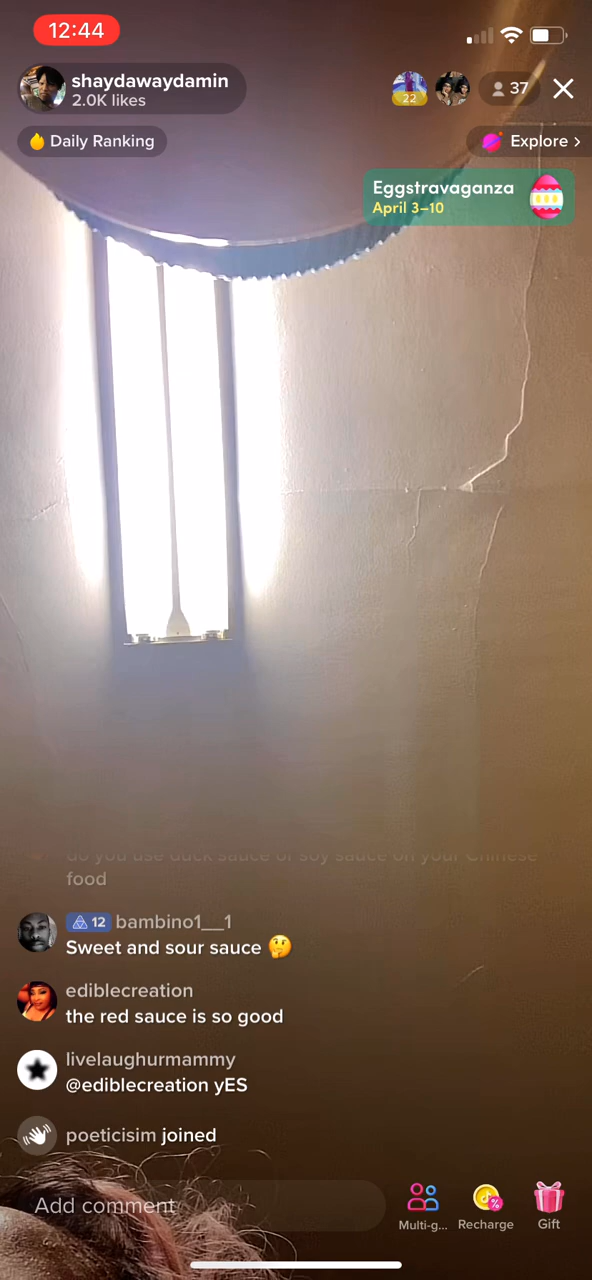 12:44
shaydawaydamin
2.0K likes
22
37
Daily Ranking
Explore >
Eggstravaganza
April 3–10
do you use duck sauce or soy sauce on your Chinese
food
12 bambino1__1
Sweet and sour sauce 🤔
ediblecreation
the red sauce is so good
livelaughurmammy
@ediblecreation yES
poeticisim joined
Add comment
Multi-g... Recharge Gift